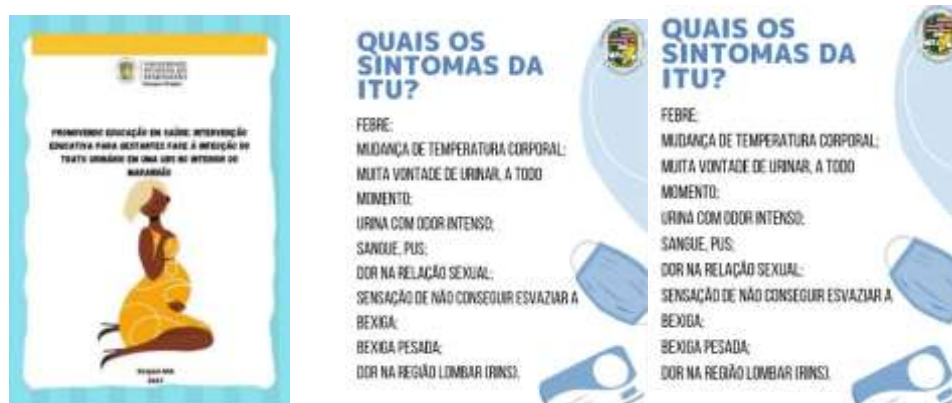 PROMOVENDO EDUCAÇÃO EM SAÚDE: INTERVENÇÃO
EDUCATIVA PARA GESTANTES FACE À INFECÇÃO DO
TRATO URINÁRIO EM UMA UBS NO INTERIOR DO
MARANHÃO
2021
QUAIS OS
SINTOMAS DA
ITU?
FEBRE;
MUDANÇA DE TEMPERATURA CORPORAL;
MUITA VONTADE DE URINAR, A TODO
MOMENTO;
URINA COM ODOR INTENSO;
SANGUE, PUS;
DOR NA RELAÇÃO SEXUAL;
SENSAÇÃO DE NÃO CONSEGUIR ESVAZIAR A
BEXIGA;
BEXIGA PESADA;
DOR NA REGIÃO LOMBAR (RINS).
QUAIS OS
SINTOMAS DA
ITU?
FEBRE;
MUDANÇA DE TEMPERATURA CORPORAL;
MUITA VONTADE DE URINAR, A TODO
MOMENTO;
URINA COM ODOR INTENSO;
SANGUE, PUS;
DOR NA RELAÇÃO SEXUAL;
SENSAÇÃO DE NÃO CONSEGUIR ESVAZIAR A
BEXIGA;
BEXIGA PESADA;
DOR NA REGIÃO LOMBAR (RINS).